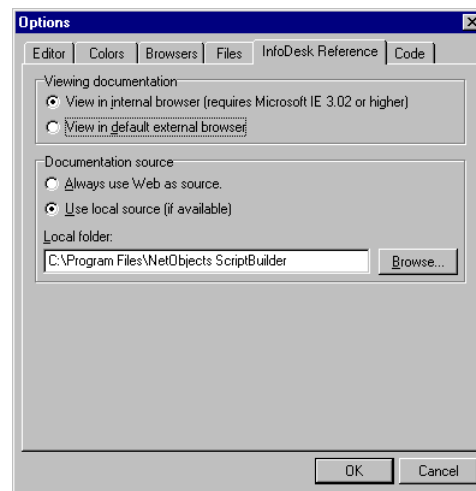 Options
Editor Colors Browsers Files InfoDesk Reference Code
Viewing documentation
View in internal browser (requires Microsoft IE 3.02 or higher)
View in default external browser
Documentation source
Always use Web as source.
Use local source (if available)
Local folder:
C:\Program Files\NetObjects ScriptBuilder Browse...
OK Cancel